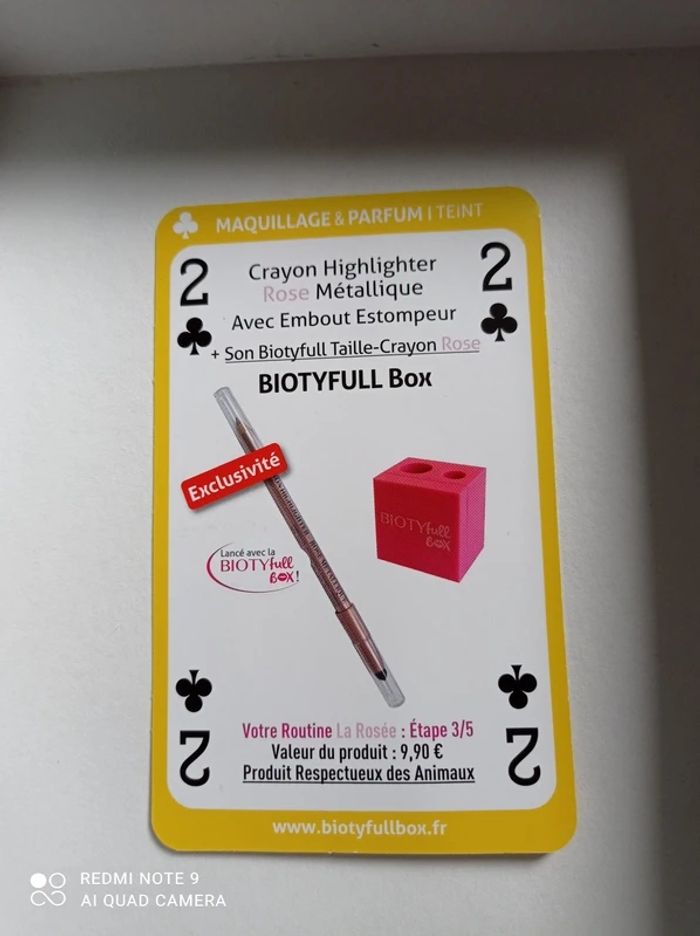 MAQUILLAGE & PARFUM | TEINT
2 2
Crayon Highlighter
Rose Métallique
Avec Embout Estompeur
+ Son Biotyfull Taille-Crayon Rose
BIOTYFULL Box
Exclusivité
BIOTYfull
BOX
Lancé avec la
BIOTYfull
BOX!
Votre Routine La Rosée : Étape 3/5
Valeur du produit : 9,90 €
Produit Respectueux des Animaux
2 2
www.biotyfullbox.fr
REDMI NOTE 9
AI QUAD CAMERA